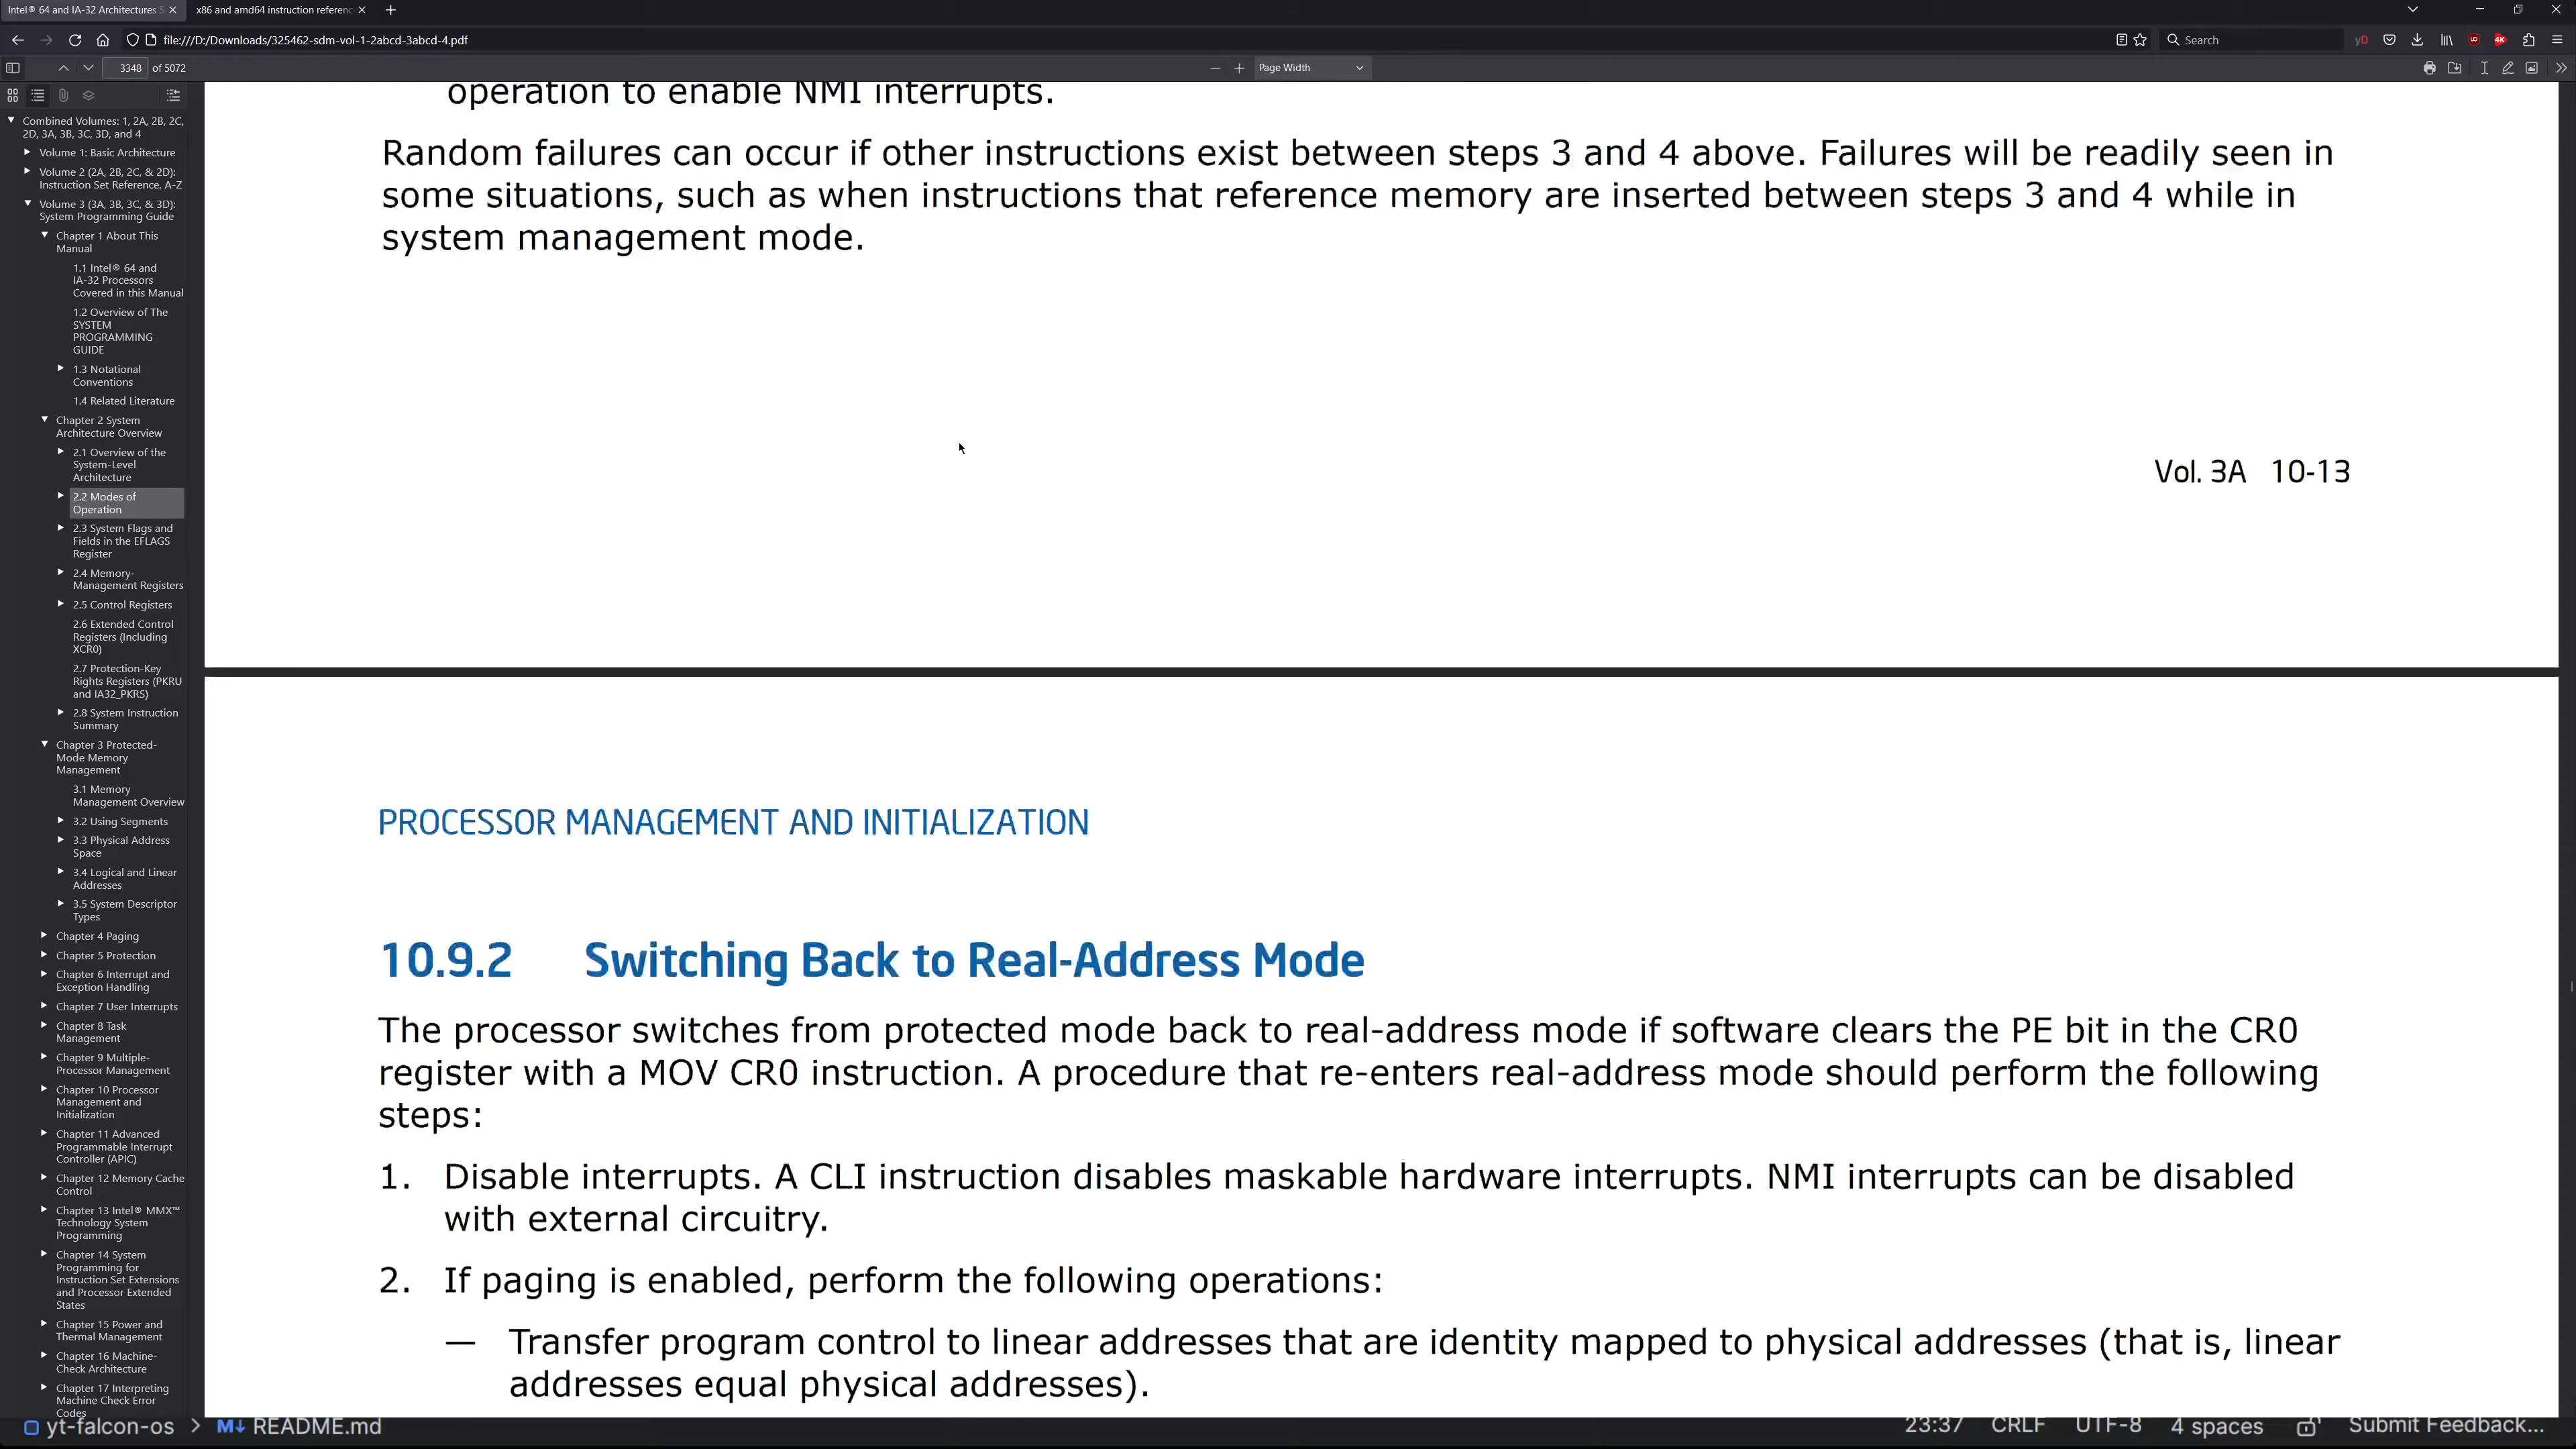 Intel® 64 and IA-32 Architectures S
x86 and amd64 instruction referenc
file:///D:/Downloads/325462-sdm-vol-1-2abcd-3abcd-4.pdf
Search
3348 of 5072
Page Width
Combined Volumes: 1, 2A, 2B, 2C,
2D, 3A, 3B, 3C, 3D, and 4
Volume 1: Basic Architecture
Volume 2 (2A, 2B, 2C, & 2D):
Instruction Set Reference, A-Z
Volume 3 (3A, 3B, 3C, & 3D):
System Programming Guide
Chapter 1 About This
Manual
1.1 Intel® 64 and
IA-32 Processors
Covered in this Manual
1.2 Overview of The
SYSTEM
PROGRAMMING
GUIDE
1.3 Notational
Conventions
1.4 Related Literature
Chapter 2 System
Architecture Overview
2.1 Overview of the
System-Level
Architecture
2.2 Modes of
Operation
2.3 System Flags and
Fields in the EFLAGS
Register
2.4 Memory-
Management Registers
2.5 Control Registers
2.6 Extended Control
Registers (Including
XCR0)
2.7 Protection-Key
Rights Registers (PKRU
and IA32_PKRS)
2.8 System Instruction
Summary
Chapter 3 Protected-
Mode Memory
Management
3.1 Memory
Management Overview
3.2 Using Segments
3.3 Physical Address
Space
3.4 Logical and Linear
Addresses
3.5 System Descriptor
Types
Chapter 4 Paging
Chapter 5 Protection
Chapter 6 Interrupt and
Exception Handling
Chapter 7 User Interrupts
Chapter 8 Task
Management
Chapter 9 Multiple-
Processor Management
Chapter 10 Processor
Management and
Initialization
Chapter 11 Advanced
Programmable Interrupt
Controller (APIC)
Chapter 12 Memory Cache
Control
Chapter 13 Intel® MMX™
Technology System
Programming
Chapter 14 System
Programming for
Instruction Set Extensions
and Processor Extended
States
Chapter 15 Power and
Thermal Management
Chapter 16 Machine-
Check Architecture
Chapter 17 Interpreting
Machine Check Error
Codes
operation to enable NMI interrupts.
Random failures can occur if other instructions exist between steps 3 and 4 above. Failures will be readily seen in
some situations, such as when instructions that reference memory are inserted between steps 3 and 4 while in
system management mode.
Vol. 3A 10-13
PROCESSOR MANAGEMENT AND INITIALIZATION
10.9.2 Switching Back to Real-Address Mode
The processor switches from protected mode back to real-address mode if software clears the PE bit in the CR0
register with a MOV CR0 instruction. A procedure that re-enters real-address mode should perform the following
steps:
1. Disable interrupts. A CLI instruction disables maskable hardware interrupts. NMI interrupts can be disabled
with external circuitry.
2. If paging is enabled, perform the following operations:
— Transfer program control to linear addresses that are identity mapped to physical addresses (that is, linear
addresses equal physical addresses).
yt-falcon-os > M↓ README.md
23:37 CRLF UTF-8 4 spaces Submit Feedback...